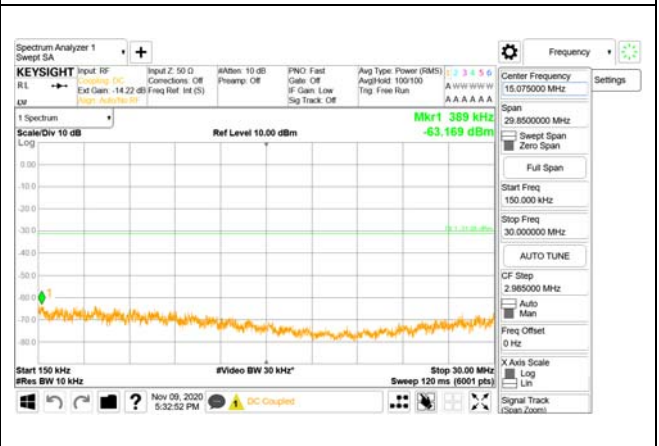 Spectrum Analyzer 1
Swept SA
Frequency
KEYSIGHT
RL
Input: RF
Coupling: DC
Ext Gain: -14.22 dB
Align: Auto/No RF
Input Z: 50 Ω
Corrections: Off
Freq Ref: Int (S)
#Atten: 10 dB
Preamp: Off
PNO: Fast
Gate: Off
IF Gain: Low
Sig Track: Off
Avg Type: Power (RMS)
Avg|Hold: 100/100
Trig: Free Run
1 2 3 4 5 6
A W W W W W
A A A A A A
1 Spectrum
Scale/Div 10 dB
Log
Ref Level 10.00 dBm
Mkr1 389 kHz
-63.169 dBm
0.00
-10.0
-20.0
-30.0
-40.0
-50.0
-60.0
-70.0
-80.0
1
Start 150 kHz
#Res BW 10 kHz
#Video BW 30 kHz*
Stop 30.00 MHz
Sweep 120 ms (6001 pts)
Center Frequency
15.075000 MHz
Settings
Span
29.8500000 MHz
Swept Span
Zero Span
Full Span
Start Freq
150.000 kHz
Stop Freq
30.000000 MHz
AUTO TUNE
CF Step
2.985000 MHz
Auto
Man
Freq Offset
0 Hz
X Axis Scale
Log
Lin
Signal Track
(Span Zoom)
?
Nov 09, 2020
5:32:52 PM
DC Coupled